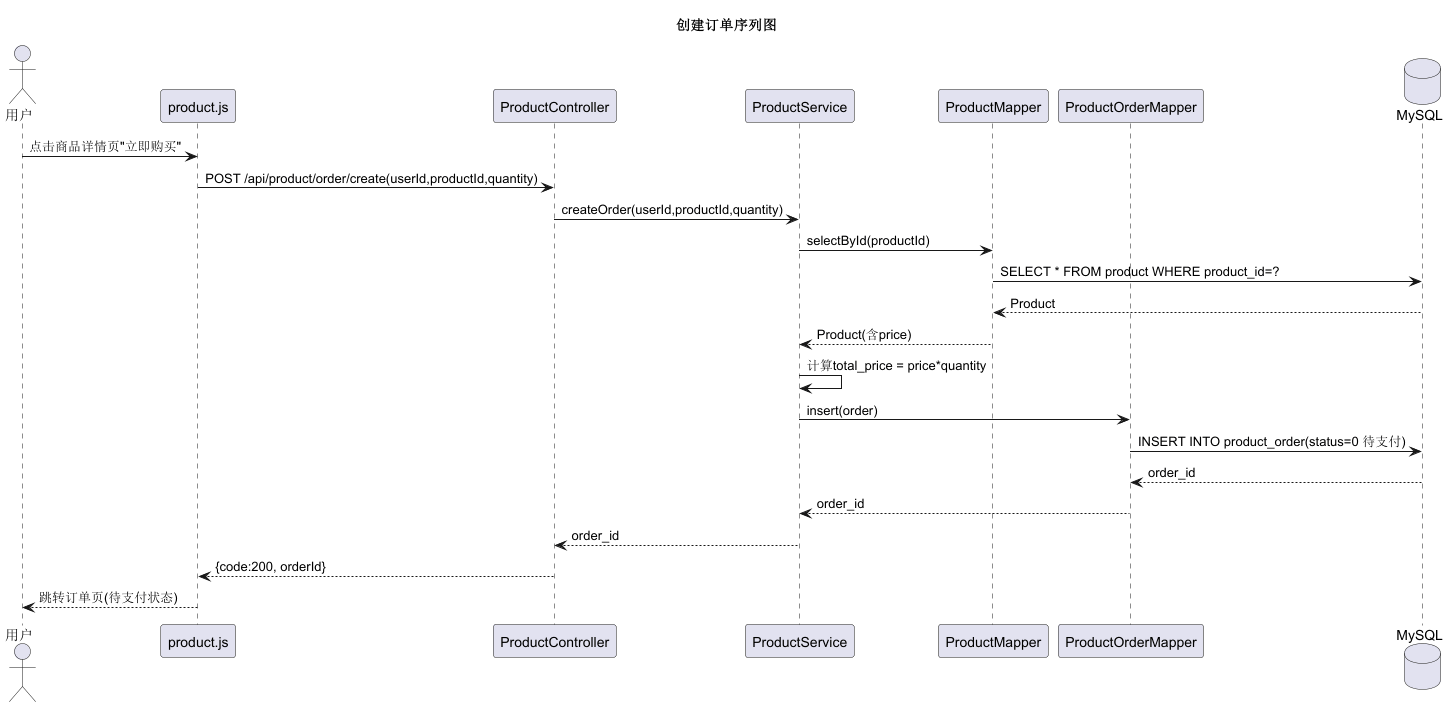 创建订单序列图
用户
product.js
ProductController
ProductService
ProductMapper
ProductOrderMapper
MySQL
点击商品详情页"立即购买"
POST /api/product/order/create(userId,productId,quantity)
createOrder(userId,productId,quantity)
selectById(productId)
SELECT * FROM product WHERE product_id=?
Product
Product(含price)
计算total_price = price*quantity
insert(order)
INSERT INTO product_order(status=0 待支付)
order_id
order_id
order_id
{code:200, orderId}
跳转订单页(待支付状态)
用户
product.js
ProductController
ProductService
ProductMapper
ProductOrderMapper
MySQL